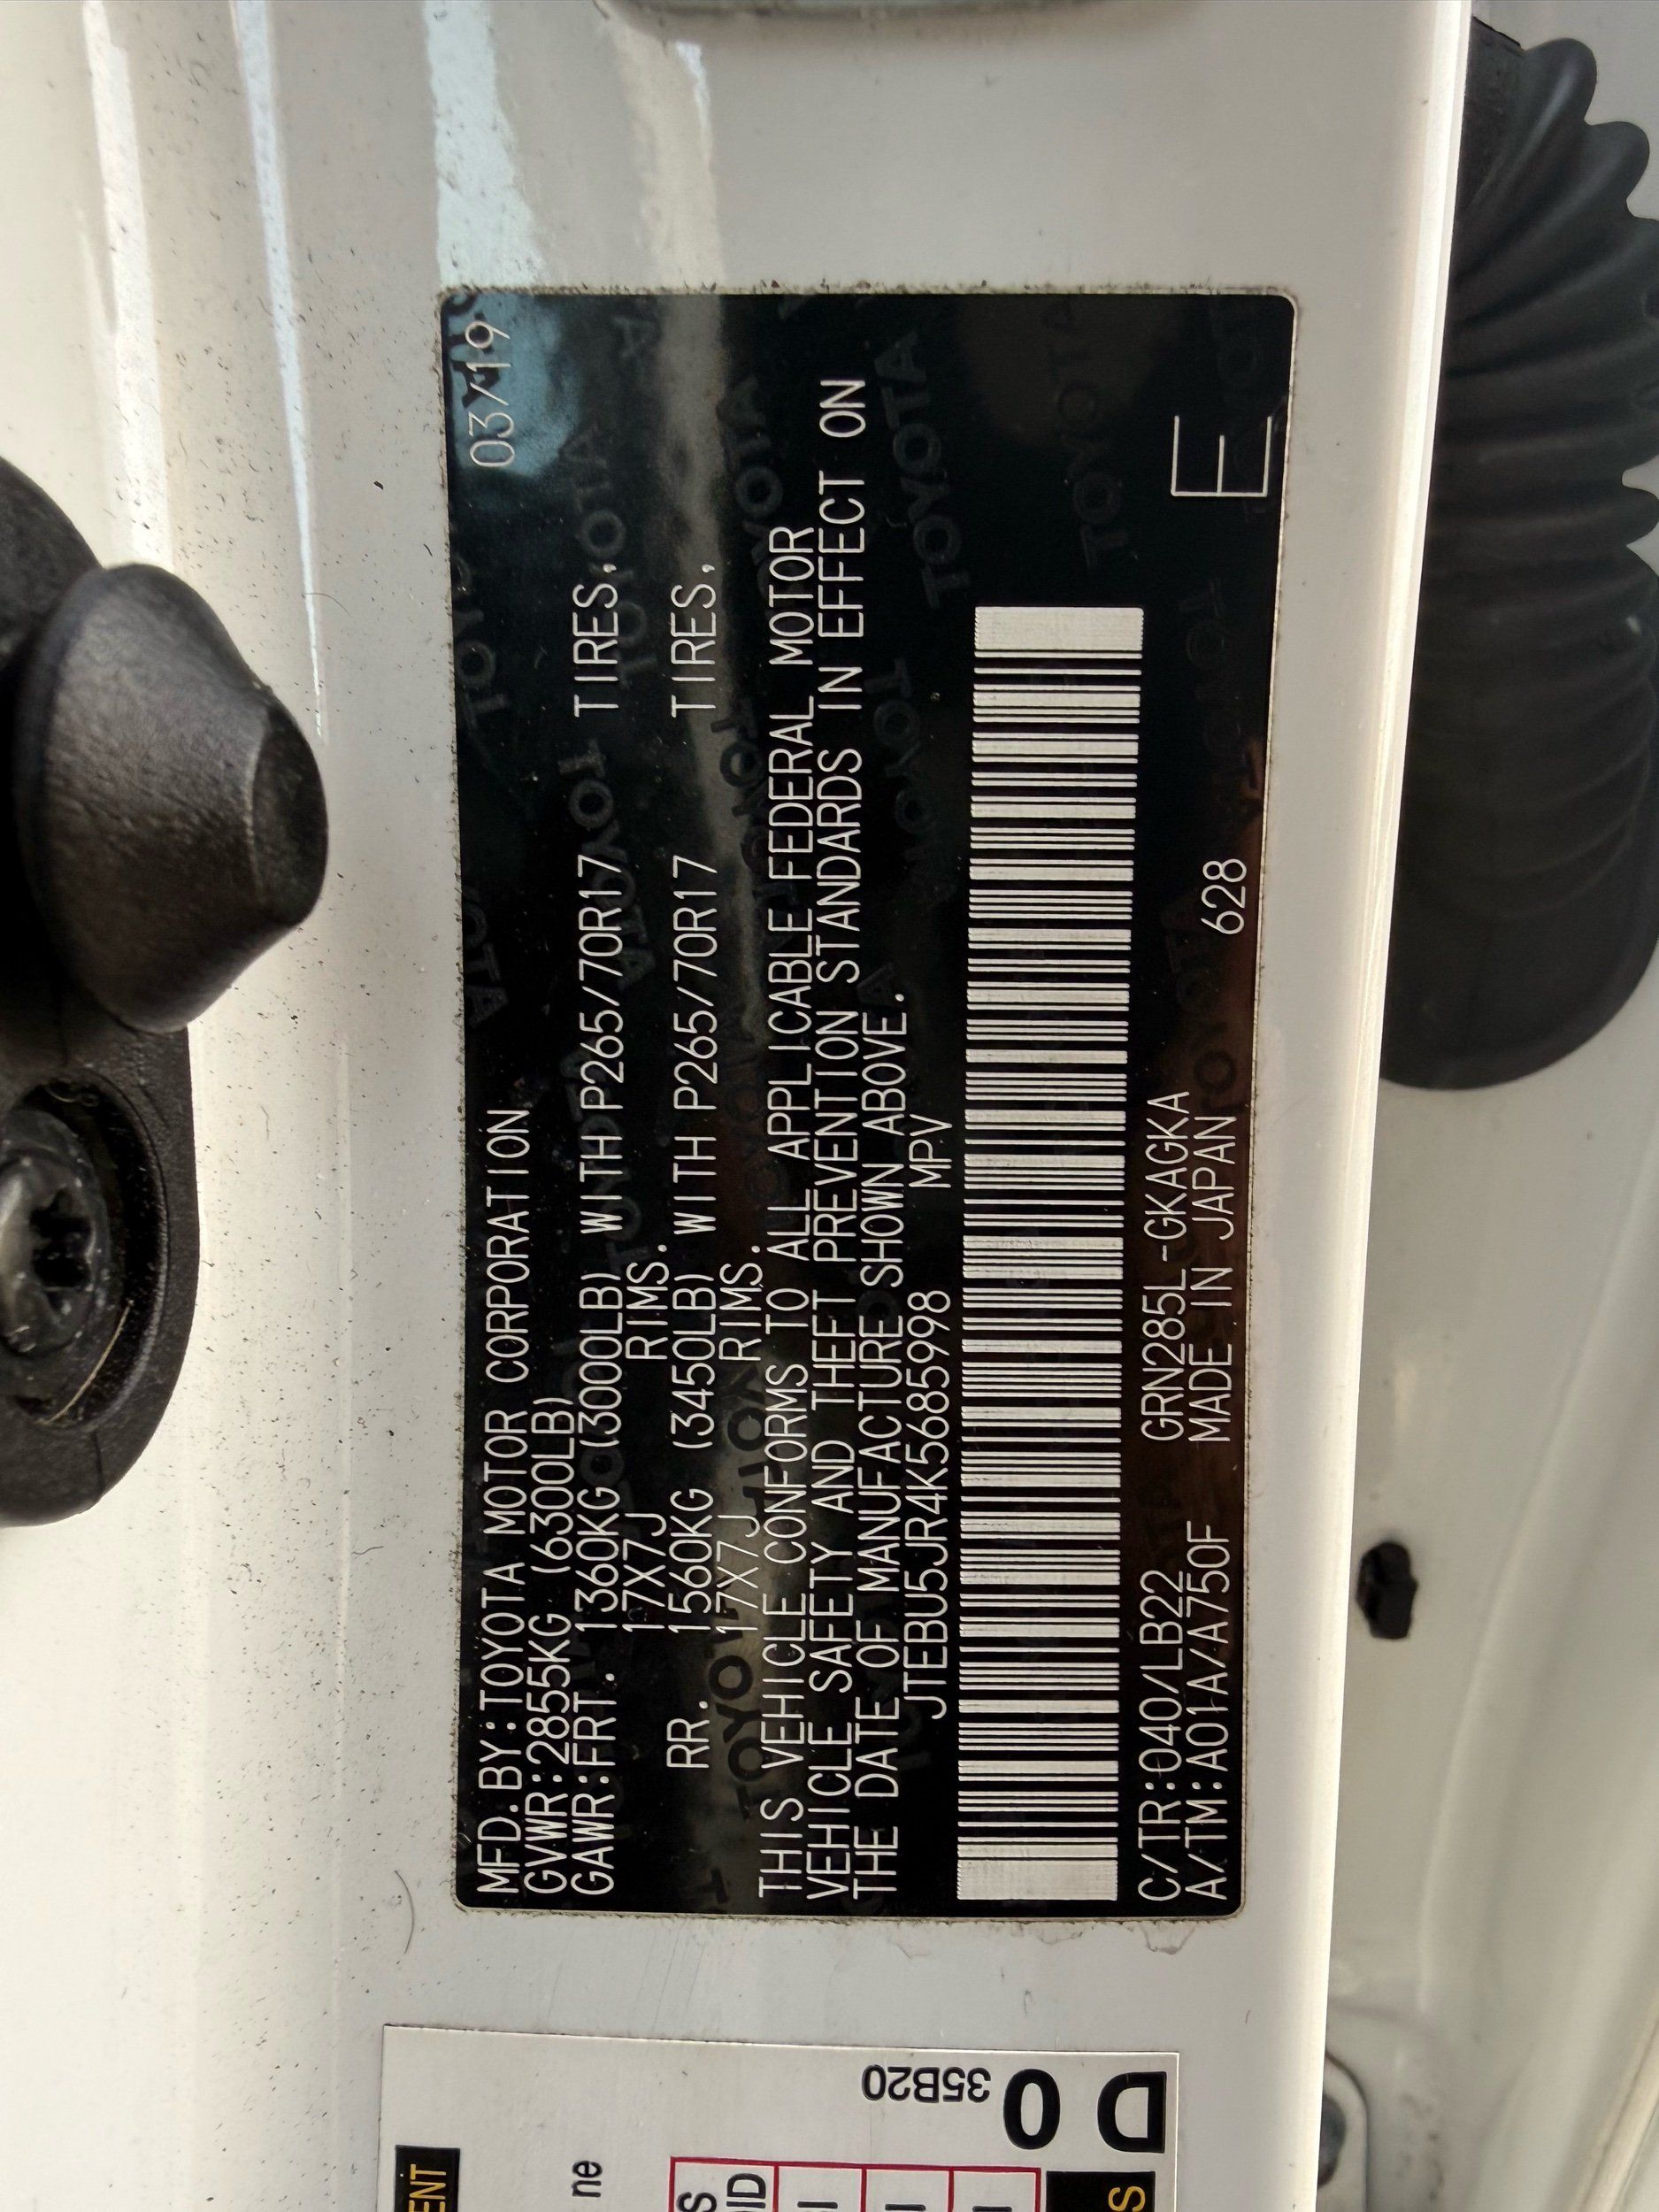 03/19
MFD.BY:TOYOTA MOTOR CORPORATION
GVWR:2855KG (6300LB)
GAWR:FRT. 1360KG (3000LB) WITH P265/70R17 TIRES,
17X7J RIMS.
RR. 1560KG (3450LB) WITH P265/70R17 TIRES,
17X7J RIMS.
THIS VEHICLE CONFORMS TO ALL APPLICABLE FEDERAL MOTOR
VEHICLE SAFETY AND THEFT PREVENTION STANDARDS IN EFFECT ON
THE DATE OF MANUFACTURE SHOWN ABOVE.
JTEBU5JR4K5685998 MPV
C/TR:040/LB22 GRN285L-GKAGKA
A/TM:A01A/A750F MADE IN JAPAN 628
E
35B20
D0
ne